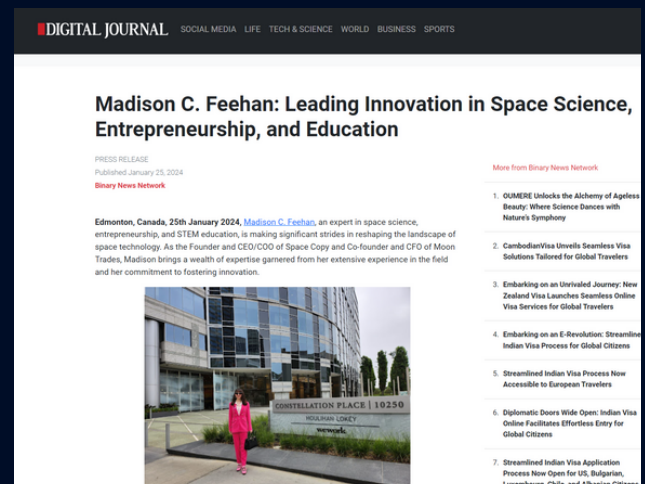 DIGITAL JOURNAL SOCIAL MEDIA LIFE TECH & SCIENCE WORLD BUSINESS SPORTS
Madison C. Feehan: Leading Innovation in Space Science,
Entrepreneurship, and Education
PRESS RELEASE
Published January 25, 2024
Binary News Network
Edmonton, Canada, 25th January 2024, Madison C. Feehan, an expert in space science,
entrepreneurship, and STEM education, is making significant strides in reshaping the landscape of
space technology. As the Founder and CEO/COO of Space Copy and Co-founder and CFO of Moon
Trades, Madison brings a wealth of expertise garnered from her extensive experience in the field
and her commitment to fostering innovation.
CONSTELLATION PLACE | 10250
HOULIHAN LOKEY
wework
More from Binary News Network
1. OUMERE Unlocks the Alchemy of Ageless
Beauty: Where Science Dances with
Nature's Symphony
2. CambodianVisa Unveils Seamless Visa
Solutions Tailored for Global Travelers
3. Embarking on an Unrivaled Journey: New
Zealand Visa Launches Seamless Online
Visa Services for Global Travelers
4. Embarking on an E-Revolution: Streamline
Indian Visa Process for Global Citizens
5. Streamlined Indian Visa Process Now
Accessible to European Travelers
6. Diplomatic Doors Wide Open: Indian Visa
Online Facilitates Effortless Entry for
Global Citizens
7. Streamlined Indian Visa Application
Process Now Open for US, Bulgarian,
Luxembourg, Chile, and Albanian Citizens